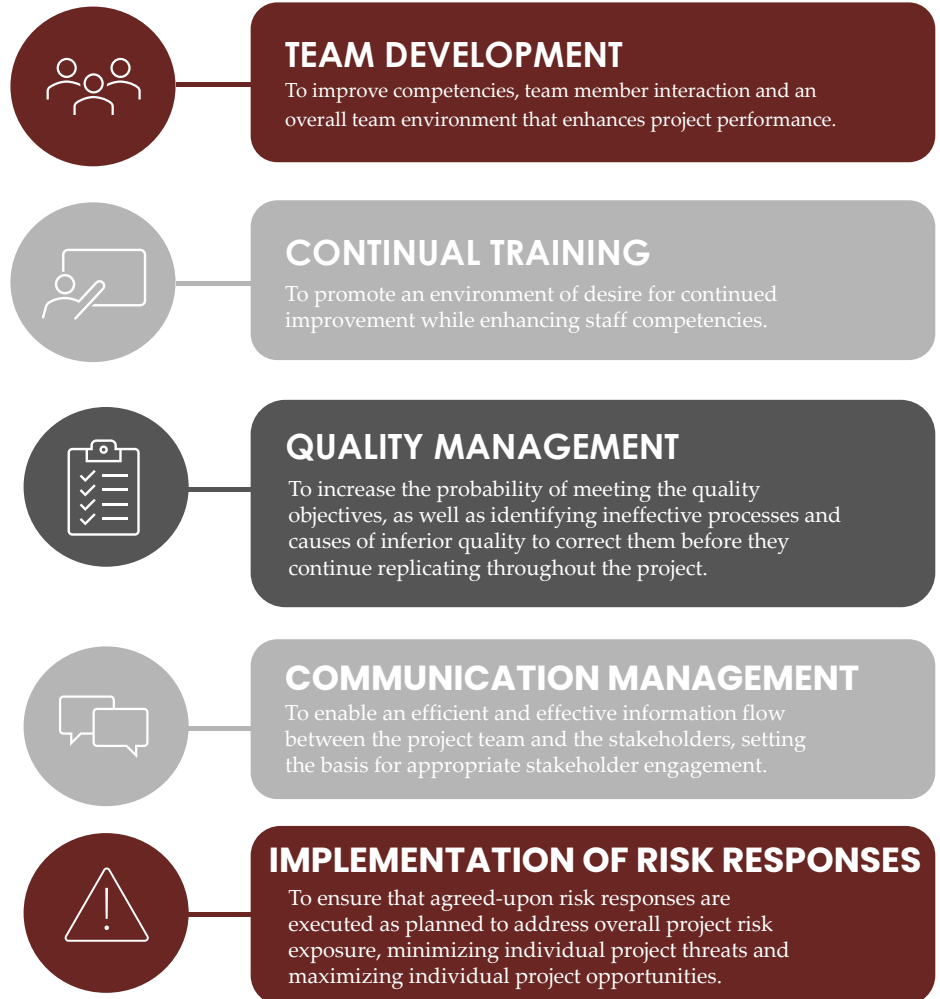 TEAM DEVELOPMENT
To improve competencies, team member interaction and an
overall team environment that enhances project performance.
CONTINUAL TRAINING
To promote an environment of desire for continued
improvement while enhancing staff competencies.
QUALITY MANAGEMENT
To increase the probability of meeting the quality
objectives, as well as identifying ineffective processes and
causes of inferior quality to correct them before they
continue replicating throughout the project.
COMMUNICATION MANAGEMENT
To enable an efficient and effective information flow
between the project team and the stakeholders, setting
the basis for appropriate stakeholder engagement.
IMPLEMENTATION OF RISK RESPONSES
To ensure that agreed-upon risk responses are
executed as planned to address overall project risk
exposure, minimizing individual project threats and
maximizing individual project opportunities.